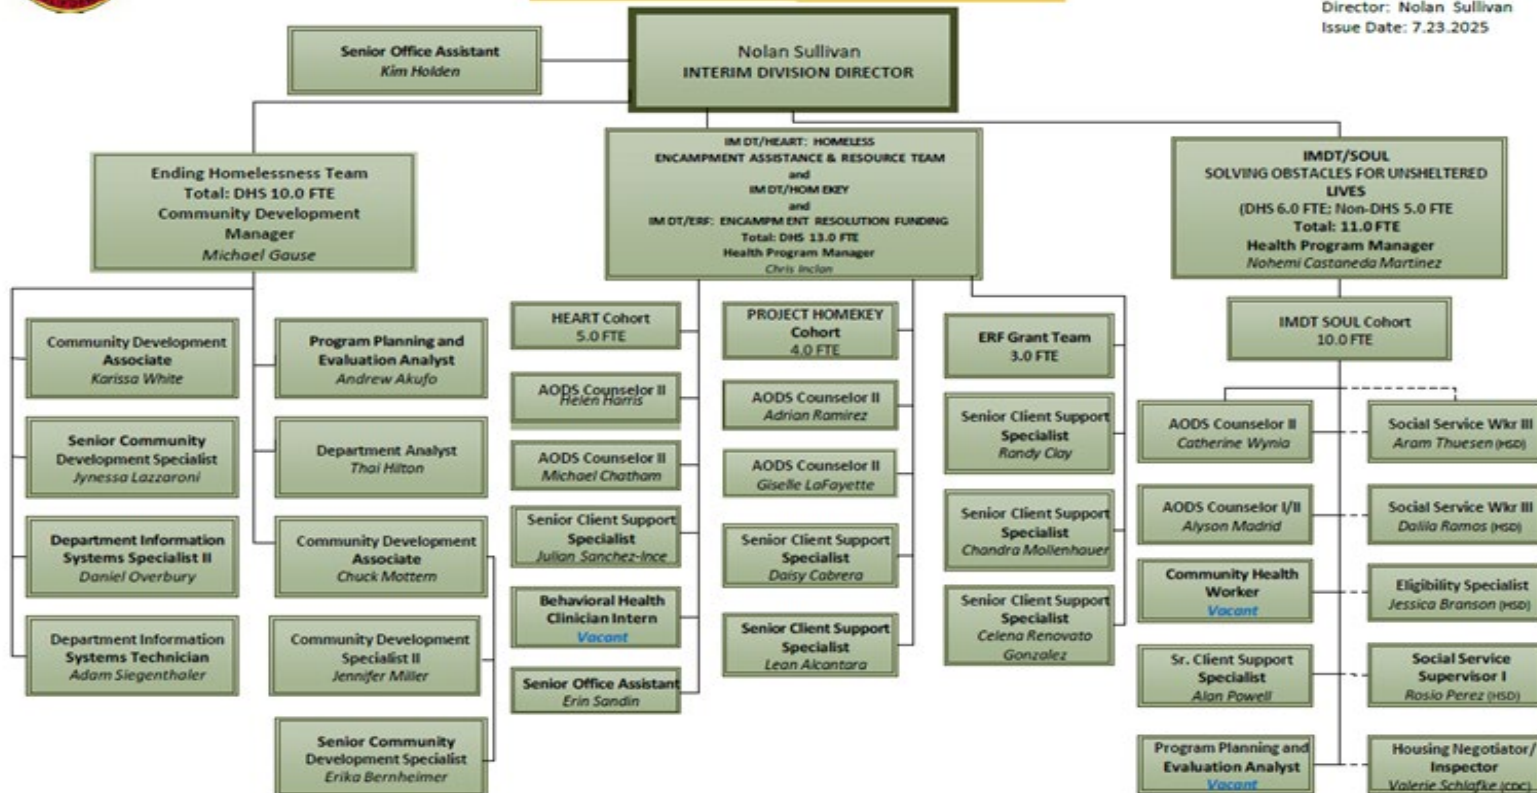 Director: Nolan Sullivan
Issue Date: 7.23.2025
Senior Office Assistant
Kim Holden
Nolan Sullivan
INTERIM DIVISION DIRECTOR
Ending Homelessness Team
Total: DHS 10.0 FTE
Community Development
Manager
Michael Gause
IM DT/HEART: HOMELESS
ENCAMPMENT ASSISTANCE & RESOURCE TEAM
and
IM DT/HOM EKEY
and
IM DT/ERF: ENCAMPM ENT RESOLUTION FUNDING
Total: DHS 13.0 FTE
Health Program Manager
Chris Inclan
IMDT/SOUL
SOLVING OBSTACLES FOR UNSHELTERED
LIVES
(DHS 6.0 FTE; Non-DHS 5.0 FTE
Total: 11.0 FTE
Health Program Manager
Nohemi Castaneda Martinez
Community Development
Associate
Karissa White
Senior Community
Development Specialist
Jynessa Lazzaroni
Department Information
Systems Specialist II
Daniel Overbury
Department Information
Systems Technician
Adam Siegenthaler
Program Planning and
Evaluation Analyst
Andrew Akufo
Department Analyst
Thai Hilton
Community Development
Associate
Chuck Mottern
Community Development
Specialist II
Jennifer Miller
Senior Community
Development Specialist
Erika Bernheimer
HEART Cohort
5.0 FTE
AODS Counselor II
Helen Harris
AODS Counselor II
Michael Chatham
Senior Client Support
Specialist
Julian Sanchez-Ince
Behavioral Health
Clinician Intern
Vacant
Senior Office Assistant
Erin Sandin
PROJECT HOMEKEY
Cohort
4.0 FTE
AODS Counselor II
Adrian Ramirez
AODS Counselor II
Giselle LaFayette
Senior Client Support
Specialist
Daisy Cabrera
Senior Client Support
Specialist
Lean Alcantara
ERF Grant Team
3.0 FTE
Senior Client Support
Specialist
Randy Clay
Senior Client Support
Specialist
Chandra Mollenhauer
Senior Client Support
Specialist
Celena Renovato
Gonzalez
IMDT SOUL Cohort
10.0 FTE
AODS Counselor II
Catherine Wynia
AODS Counselor I/II
Alyson Madrid
Community Health
Worker
Vacant
Sr. Client Support
Specialist
Alan Powell
Program Planning and
Evaluation Analyst
Vacant
Social Service Wkr III
Aram Thuesen (HSD)
Social Service Wkr III
Dalila Ramos (HSD)
Eligibility Specialist
Jessica Branson (HSD)
Social Service
Supervisor I
Rosio Perez (HSD)
Housing Negotiator/
Inspector
Valerie Schlafke (CDC)